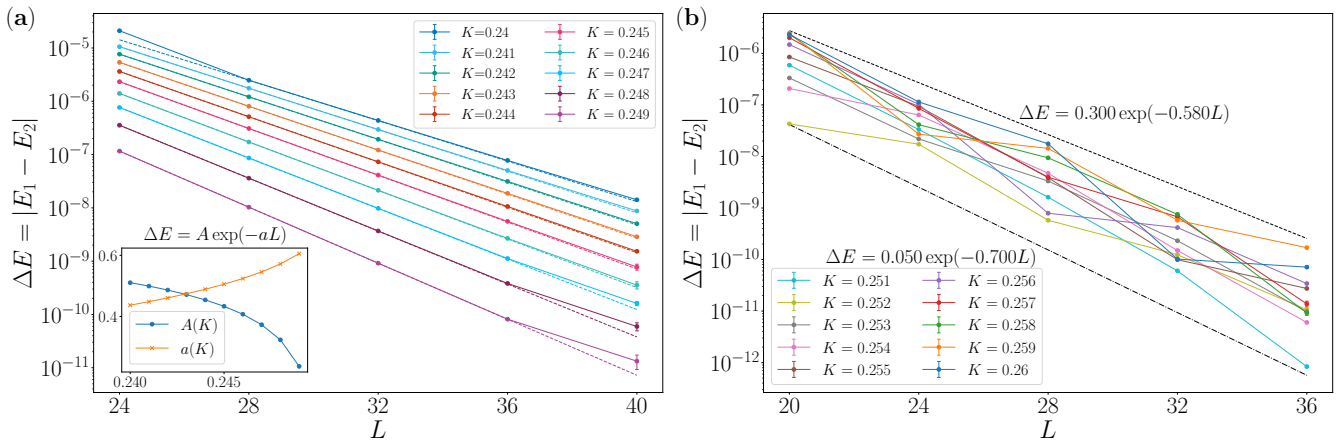 (a)
ΔE = |E₁ − E₂|
10⁻⁵
10⁻⁶
10⁻⁷
10⁻⁸
10⁻⁹
10⁻¹⁰
10⁻¹¹
K=0.24
K=0.241
K=0.242
K=0.243
K=0.244
K = 0.245
K = 0.246
K = 0.247
K = 0.248
K = 0.249
ΔE = A exp(−aL)
0.6
0.4
A(K)
a(K)
0.240
0.245
24
28
32
36
40
L
(b)
ΔE = |E₁ − E₂|
10⁻⁶
10⁻⁷
10⁻⁸
10⁻⁹
10⁻¹⁰
10⁻¹¹
10⁻¹²
ΔE = 0.300 exp(−0.580L)
ΔE = 0.050 exp(−0.700L)
K = 0.251
K = 0.252
K = 0.253
K = 0.254
K = 0.255
K = 0.256
K = 0.257
K = 0.258
K = 0.259
K = 0.26
20
24
28
32
36
L